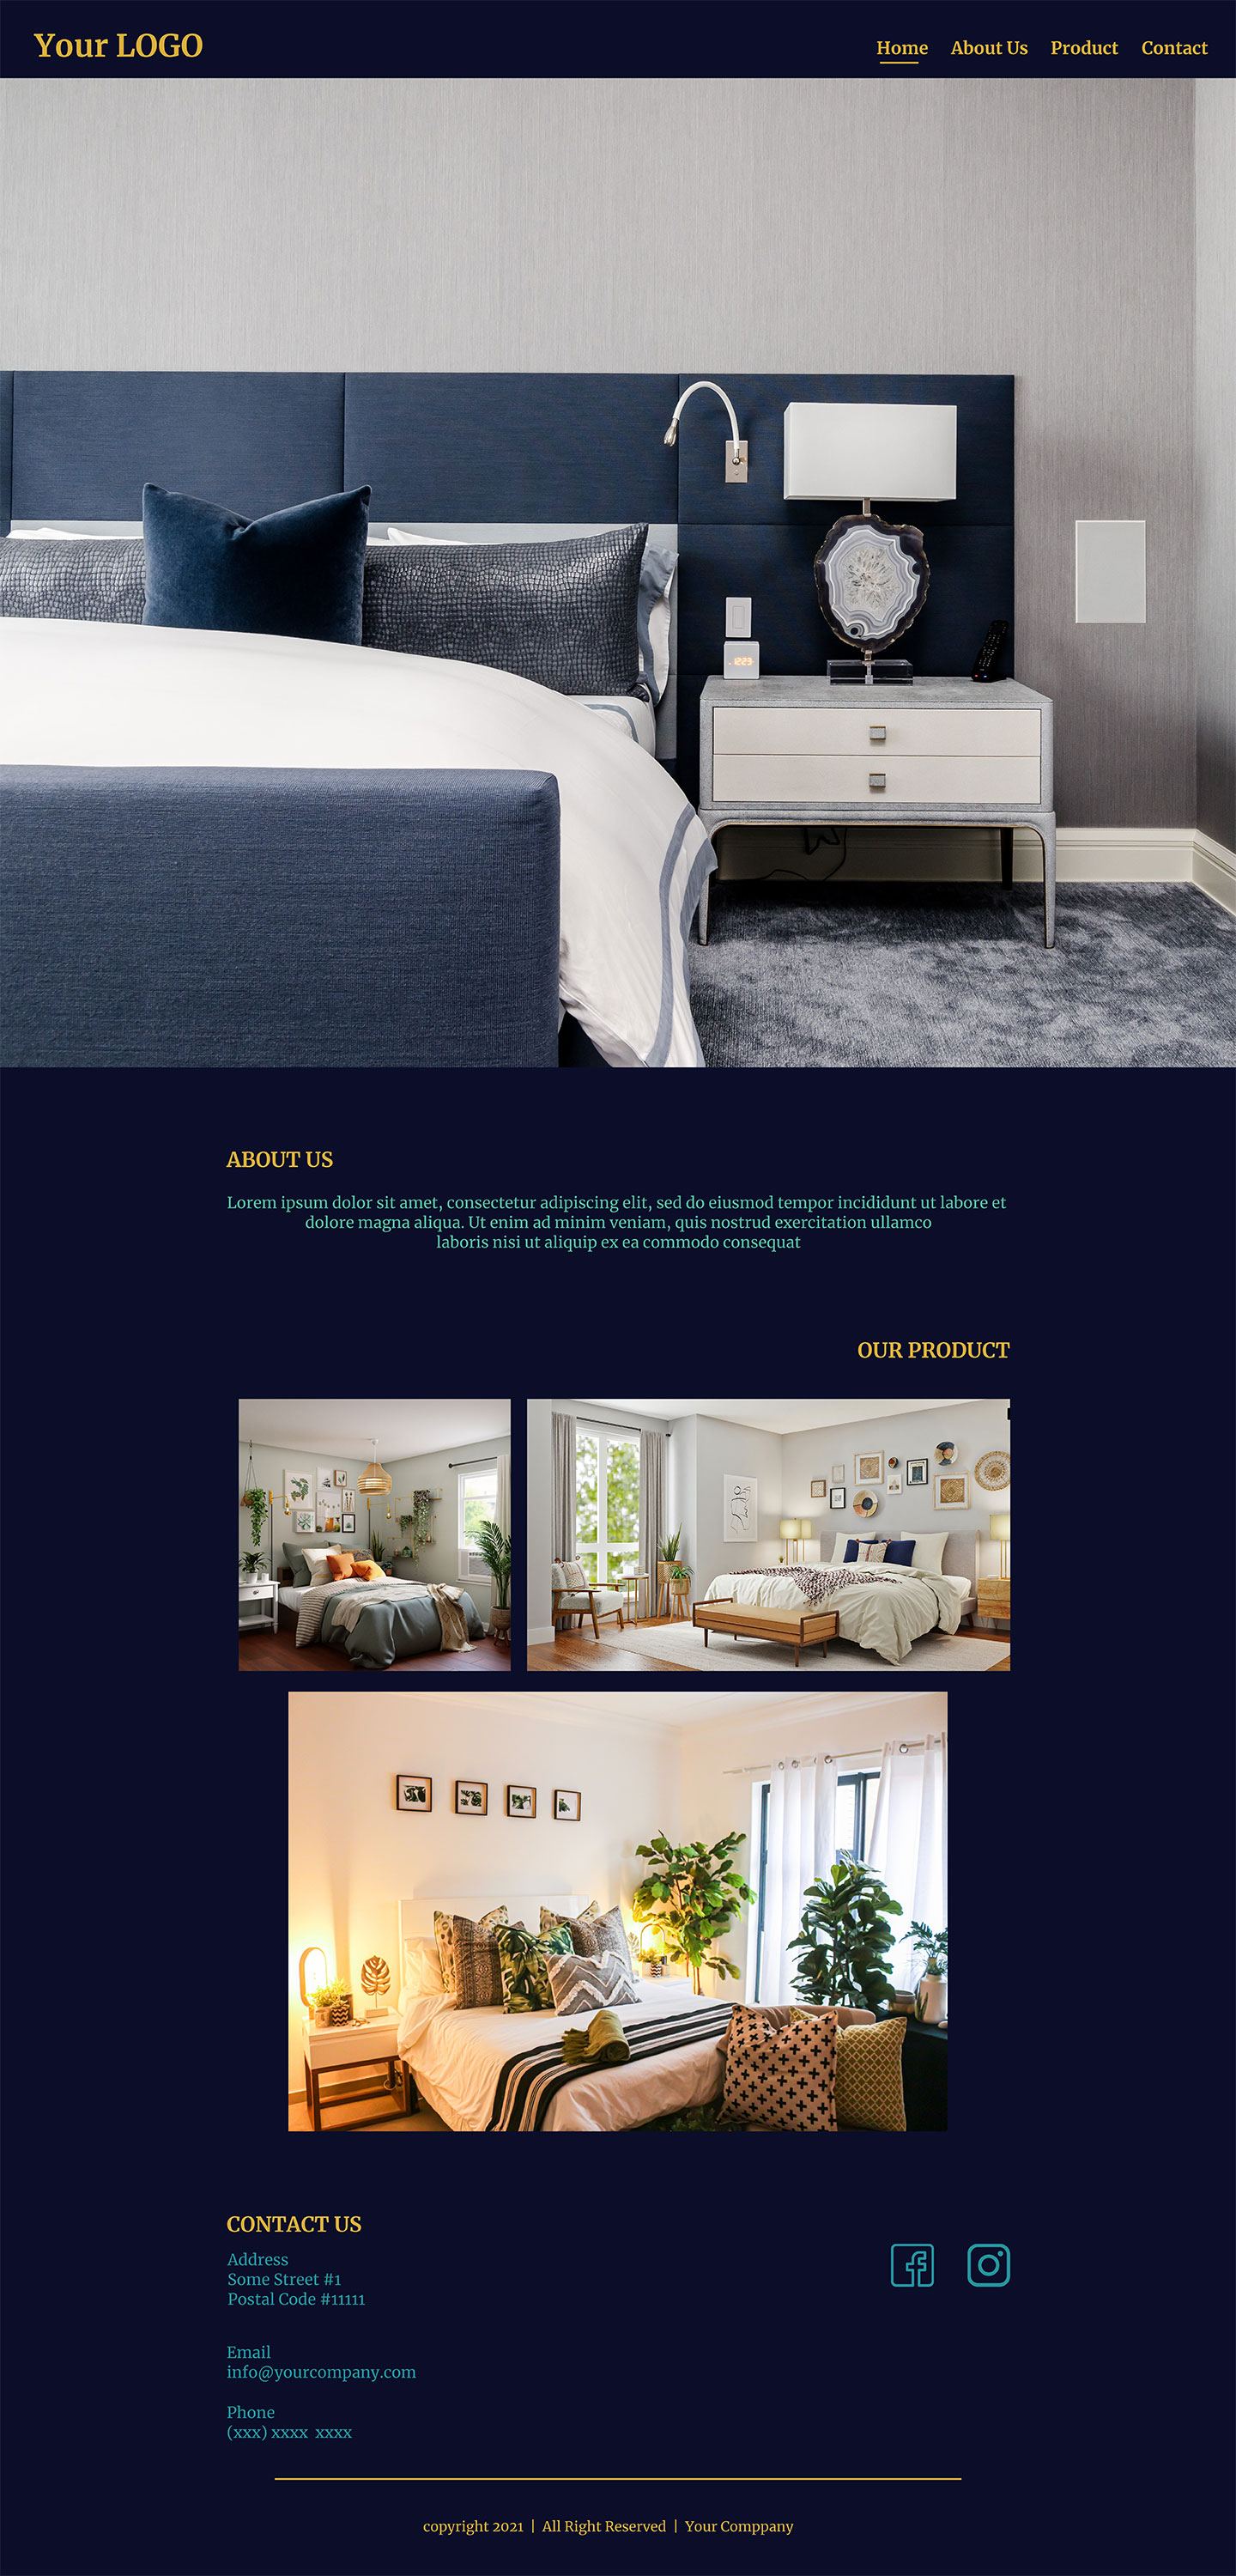 Your LOGO
Home About Us Product Contact
ABOUT US
Lorem ipsum dolor sit amet, consectetur adipiscing elit, sed do eiusmod tempor incididunt ut labore et
dolore magna aliqua. Ut enim ad minim veniam, quis nostrud exercitation ullamco
laboris nisi ut aliquip ex ea commodo consequat
OUR PRODUCT
CONTACT US
Address
Some Street #1
Postal Code #11111
Email
info@yourcompany.com
Phone
(xxx) xxxx xxxx
copyright 2021 | All Right Reserved | Your Comppany